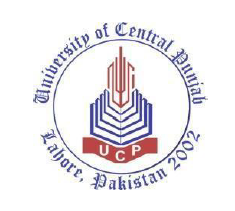 University of Central Punjab
UCP
Lahore, Pakistan 2002